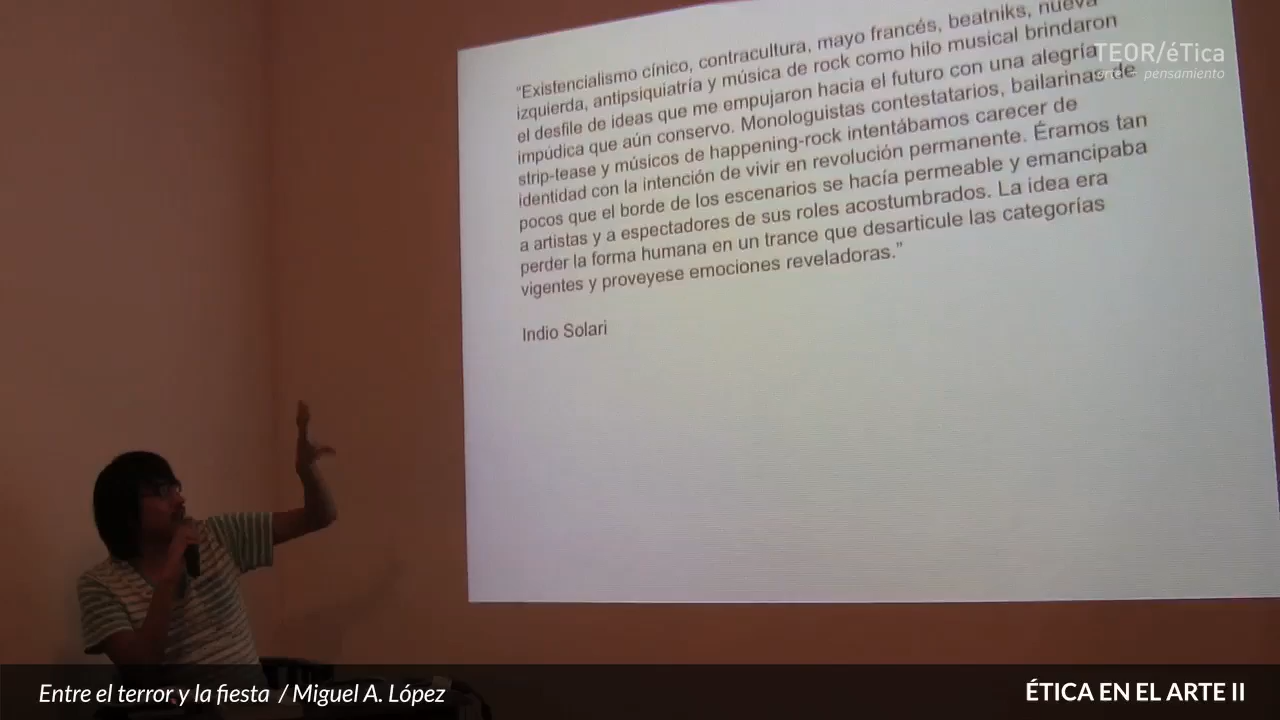 “Existencialismo cínico, contracultura, mayo francés, beatniks, nueva
izquierda, antipsiquiatría y música de rock como hilo musical brindaron
el desfile de ideas que me empujaron hacia el futuro con una alegría
impúdica que aún conservo. Monologuistas contestatarios, bailarinas de
strip-tease y músicos de happening-rock intentábamos carecer de
identidad con la intención de vivir en revolución permanente. Éramos tan
pocos que el borde de los escenarios se hacía permeable y emancipaba
a artistas y a espectadores de sus roles acostumbrados. La idea era
perder la forma humana en un trance que desarticule las categorías
vigentes y proveyese emociones reveladoras.”
Indio Solari
TEOR/éTica
arte + pensamiento
Entre el terror y la fiesta / Miguel A. López
ÉTICA EN EL ARTE II